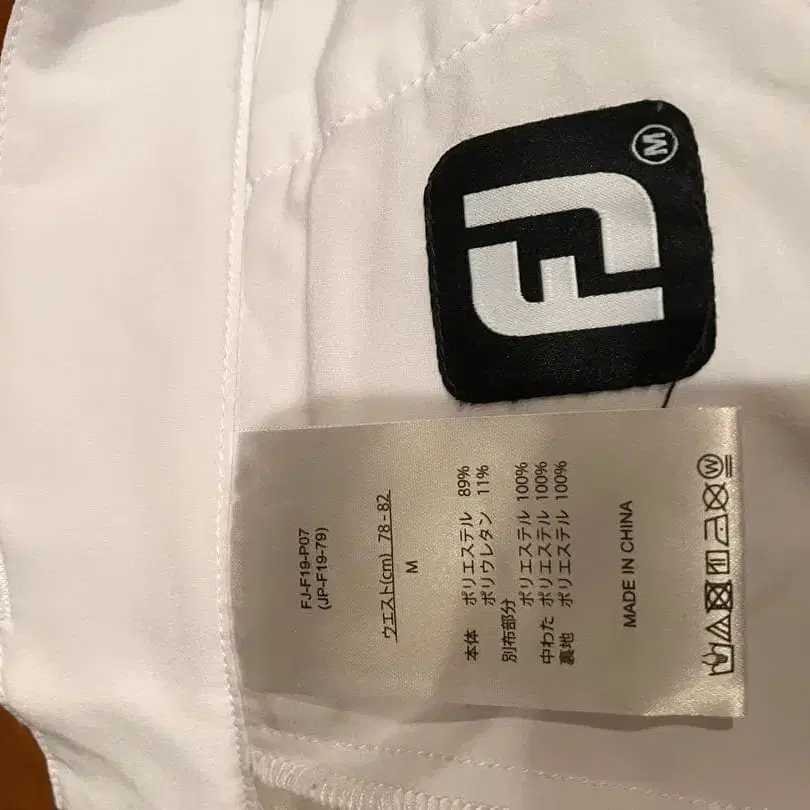 FJ
M
FJ-F19-P07
(JP-F19-79)
ウエスト(cm) 78-82
M
本体 ポリエステル 89%
ポリウレタン 11%
別布部分
ポリエステル 100%
中わた ポリエステル 100%
裏地 ポリエステル 100%
MADE IN CHINA
W